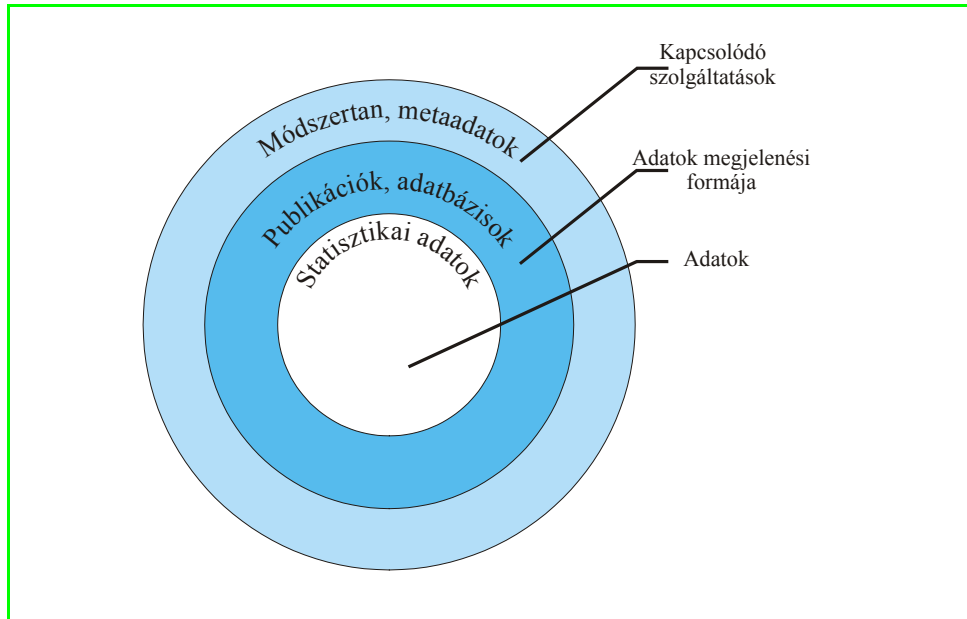 Kapcsolódó
szolgáltatások
Módszertan, metaadatok
Adatok megjelenési
formája
Publikációk, adatbázisok
Statisztikai adatok
Adatok